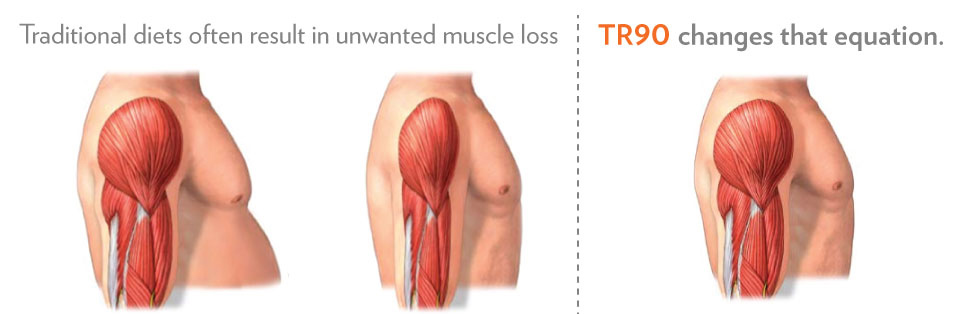 Traditional diets often result in unwanted muscle loss
TR90 changes that equation.